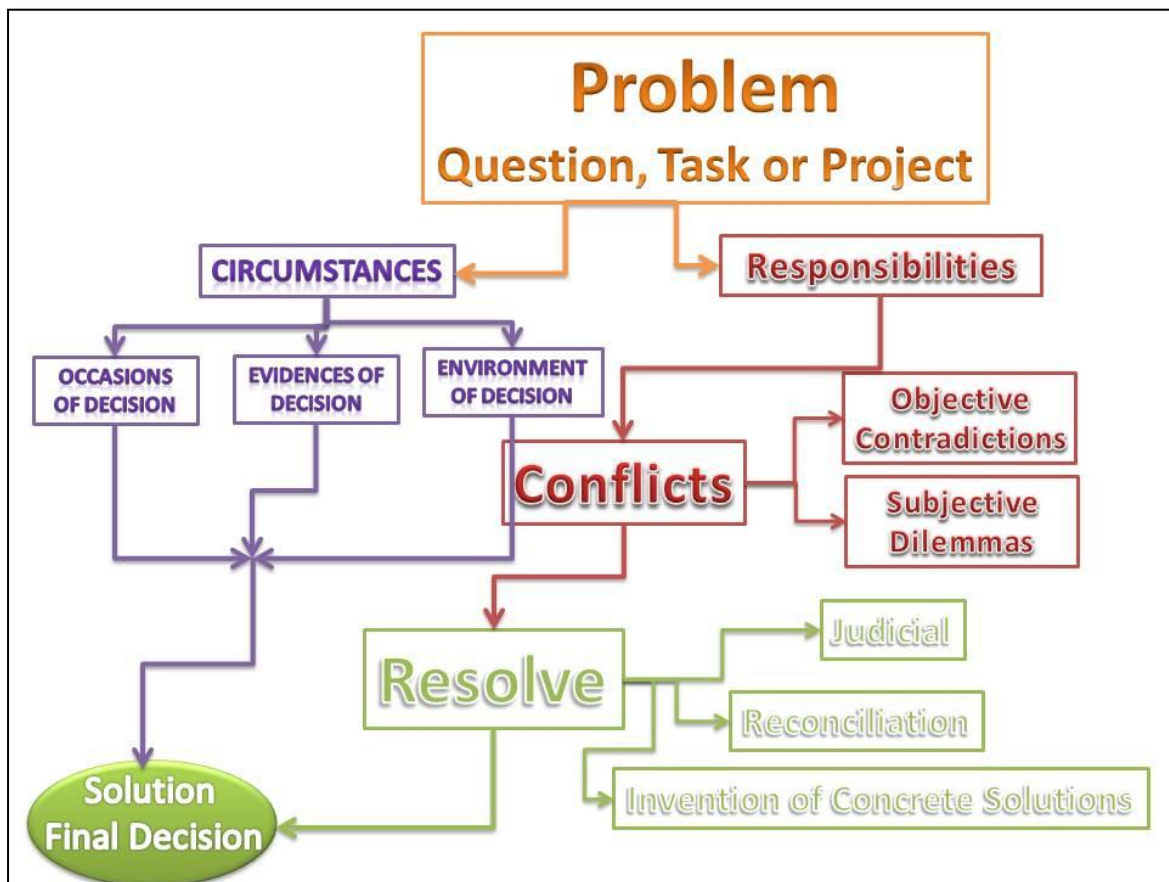 Problem
Question, Task or Project
CIRCUMSTANCES
Responsibilities
OCCASIONS
OF DECISION
EVIDENCES OF
DECISION
ENVIRONMENT
OF DECISION
Objective
Contradictions
Conflicts
Subjective
Dilemmas
Judicial
Resolve
Reconciliation
Invention of Concrete Solutions
Solution
Final Decision